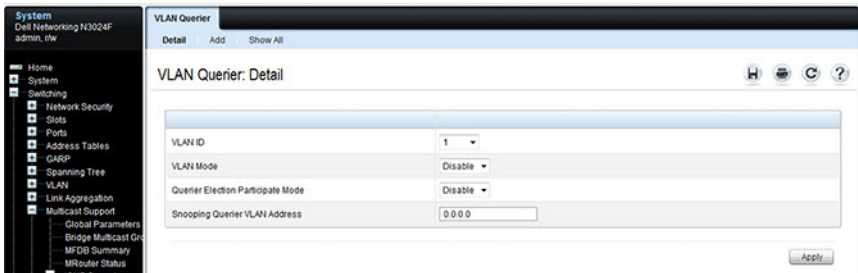 System
Dell Networking N3024F
admin, r/w
Home
System
Switching
Network Security
Slots
Ports
Address Tables
GARP
Spanning Tree
VLAN
Link Aggregation
Multicast Support
Global Parameters
Bridge Multicast Gro
MFDB Summary
MRouter Status
VLAN Querier
Detail Add Show All
VLAN Querier: Detail
VLAN ID 1
VLAN Mode Disable
Querier Election Participate Mode Disable
Snooping Querier VLAN Address 0.0.0.0
Apply